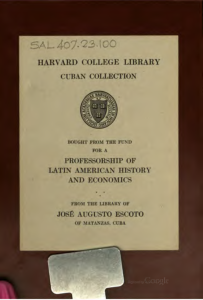 SAL 407.23.100
HARVARD COLLEGE LIBRARY
CUBAN COLLECTION
BOUGHT FROM THE FUND
FOR A
PROFESSORSHIP OF
LATIN AMERICAN HISTORY
AND ECONOMICS
FROM THE LIBRARY OF
JOSÉ AUGUSTO ESCOTO
OF MATANZAS, CUBA